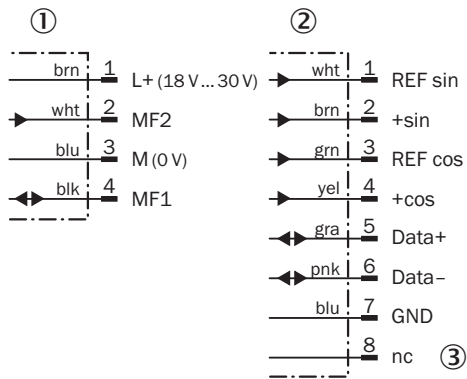 ① ②
brn 1 L+ (18 V ... 30 V)
wht 2 MF2
blu 3 M (0 V)
blk 4 MF1
wht 1 REF sin
brn 2 +sin
grn 3 REF cos
yel 4 +cos
gra 5 Data+
pnk 6 Data–
blu 7 GND
8 nc ③